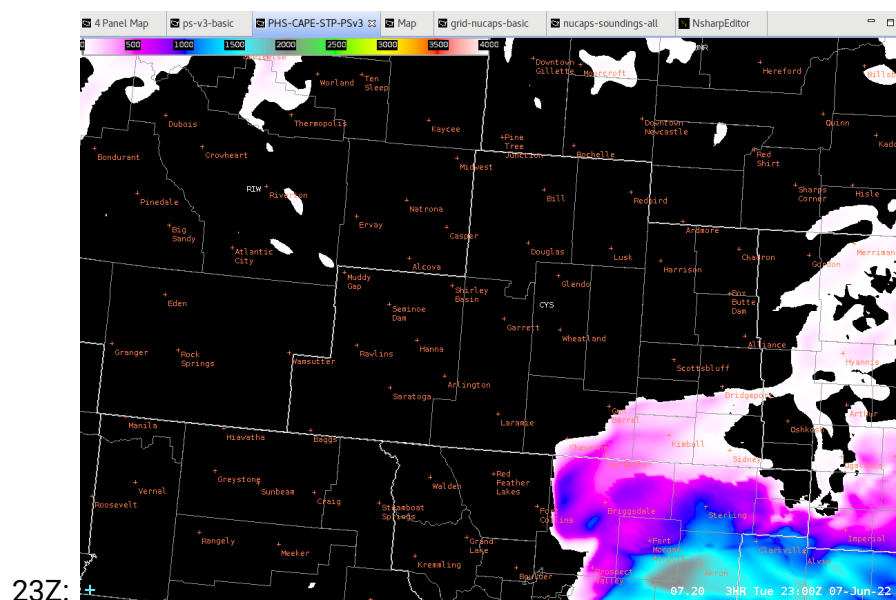 4 Panel Map
ps-v3-basic
PHS-CAPE-STP-PSv3
Map
grid-nucaps-basic
nucaps-soundings-all
NsharpEditor
500 1000 1500 2000 2500 3000 3500 4000
Worland
Ten
Sleep
Downtown
Gillette
Moorcroft
Hereford
Dubois
Thermopolis
Kaycee
Pine
Tree
Junction
Downtown
Newcastle
Quinn
Bondurant
Crowheart
Midwest
Rochelle
Red
Shirt
Pinedale
RIW
Riverton
Natrona
Bill
Redbird
Sharps
Corner
Hisle
Big
Sandy
Ervay
Casper
Ardmore
Atlantic
City
Alcova
Douglas
Lusk
Harrison
Chadron
Gordon
Merriman
Muddy
Gap
Shirley
Basin
Glendo
Box
Butte
Dam
Eden
Seminoe
Dam
Garrett
CYS
Wheatland
Alliance
Granger
Rock
Springs
Wamsutter
Rawlins
Hanna
Scottsbluff
Hyannis
Arlington
Saratoga
Bridgeport
Arthur
Laramie
Oshkosh
Manila
Hiawatha
Baggs
Cheyenne
Kimball
Sidney
Greystone
Sunbeam
Craig
Walden
Red
Feather
Lakes
Vernal
Roosevelt
Steamboat
Springs
Fort
Collins
Briggsdale
Sterling
Rangely
Meeker
Grand
Lake
Kremmling
Boulder
Fort
Morgan
Akron
Clarkville
Imperial
Prospect
Valley
07.20 3HR Tue 23:00Z 07-Jun-22
23Z: